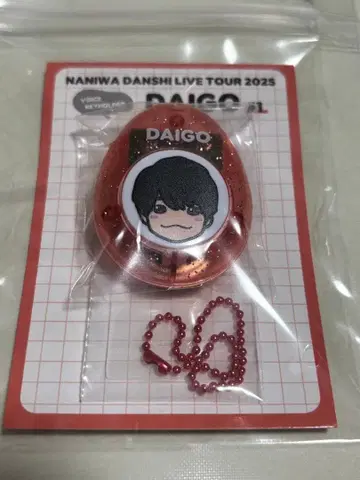 NANIWA DANSHI LIVE TOUR 2025
VOICE KEYHOLDER
DAIGO #1
DAIGO